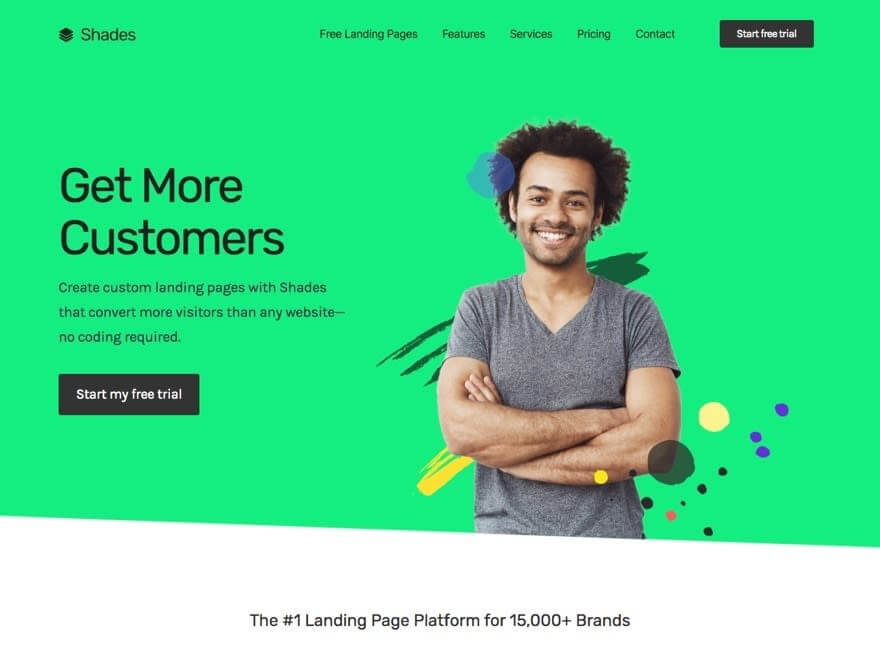 Shades
Free Landing Pages
Features
Services
Pricing
Contact
Start free trial
Get More
Customers
Create custom landing pages with Shades
that convert more visitors than any website—
no coding required.
Start my free trial
The #1 Landing Page Platform for 15,000+ Brands